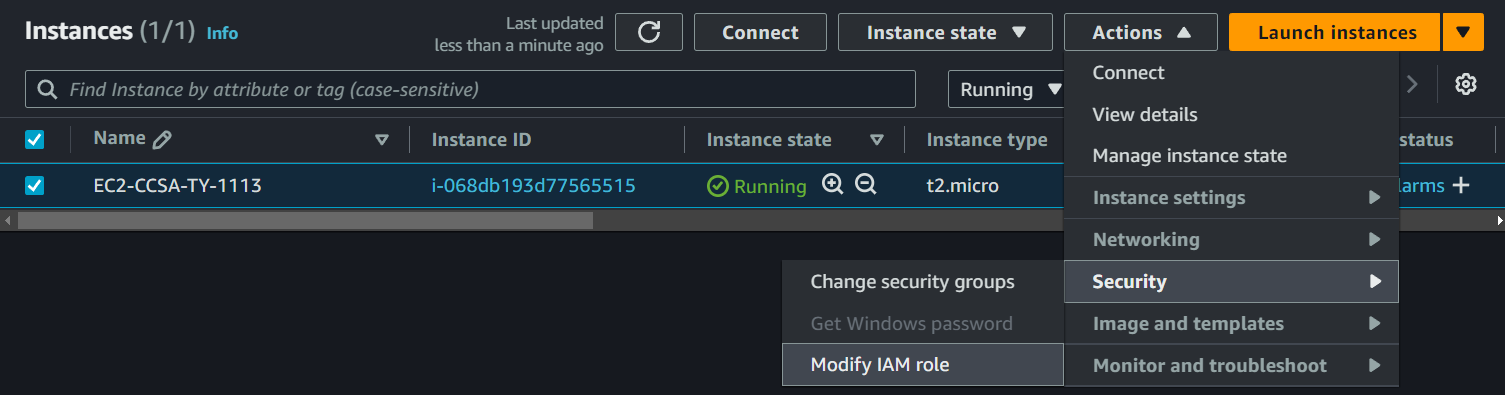 Instances (1/1) Info
Last updated
less than a minute ago
Connect
Instance state
Actions
Launch instances
Find Instance by attribute or tag (case-sensitive)
Running
Name
Instance ID
Instance state
Instance type
status
EC2-CCSA-TY-1113
i-068db193d77565515
Running
t2.micro
larms +
Connect
View details
Manage instance state
Instance settings
Networking
Security
Image and templates
Monitor and troubleshoot
Change security groups
Get Windows password
Modify IAM role